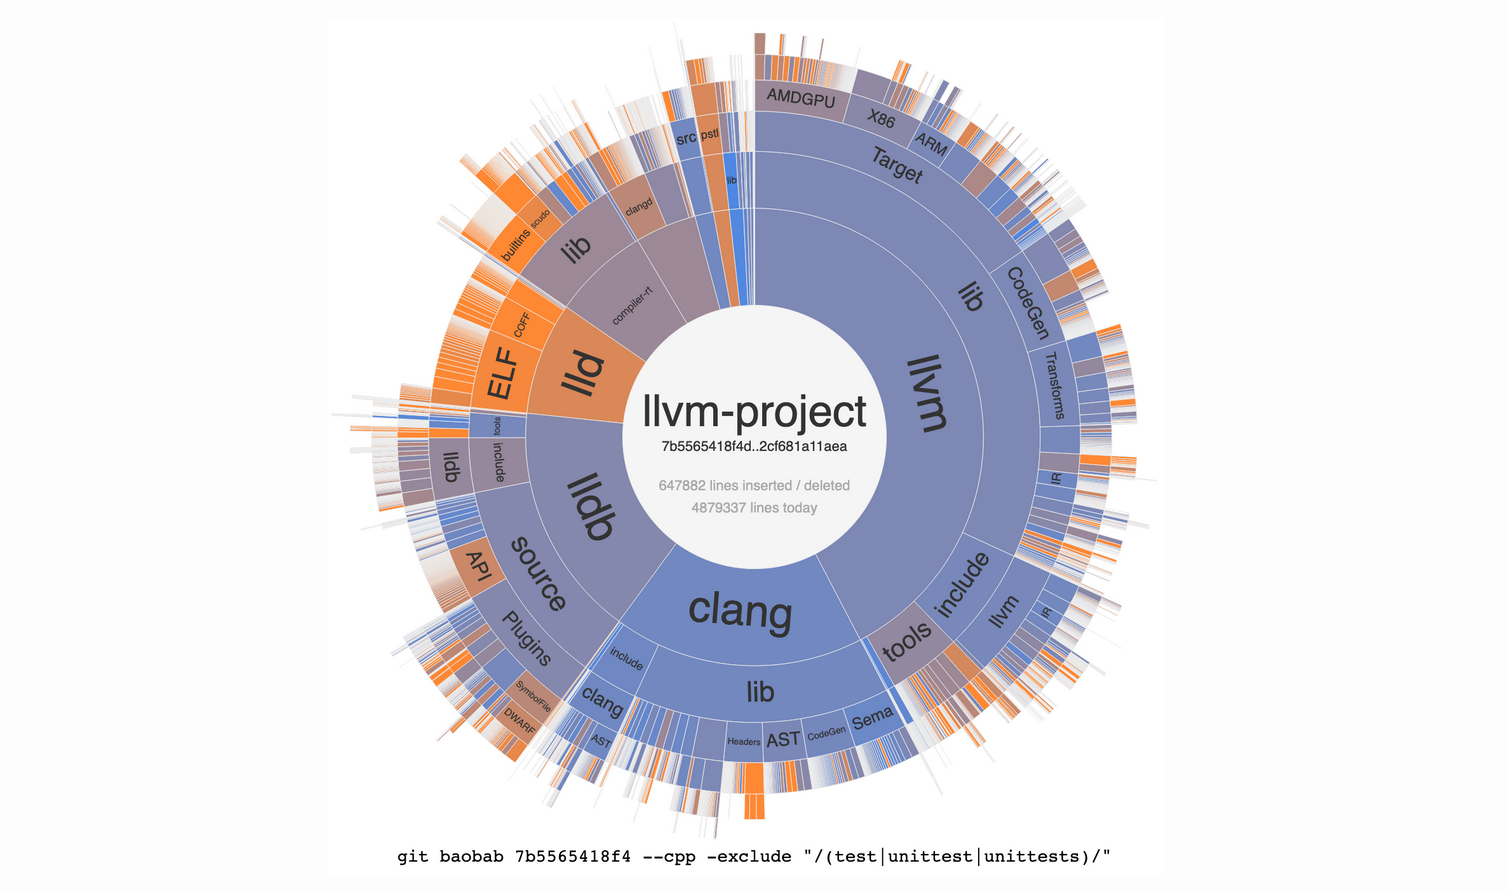 llvm-project
7b5565418f4d..2cf681a11aea
647882 lines inserted / deleted
4879337 lines today
llvm
lib
Target
AMDGPU
X86
ARM
CodeGen
Transforms
IR
include
llvm
IR
tools
clang
lib
Sema
CodeGen
AST
Headers
include
clang
AST
lldb
source
Plugins
SymbolFile
DWARF
API
include
lldb
tools
lld
ELF
COFF
compiler-rt
lib
builtins
scudo
clangd
src
pstl
lib
git baobab 7b5565418f4 --cpp -exclude "/(test|unittest|unittests)/"